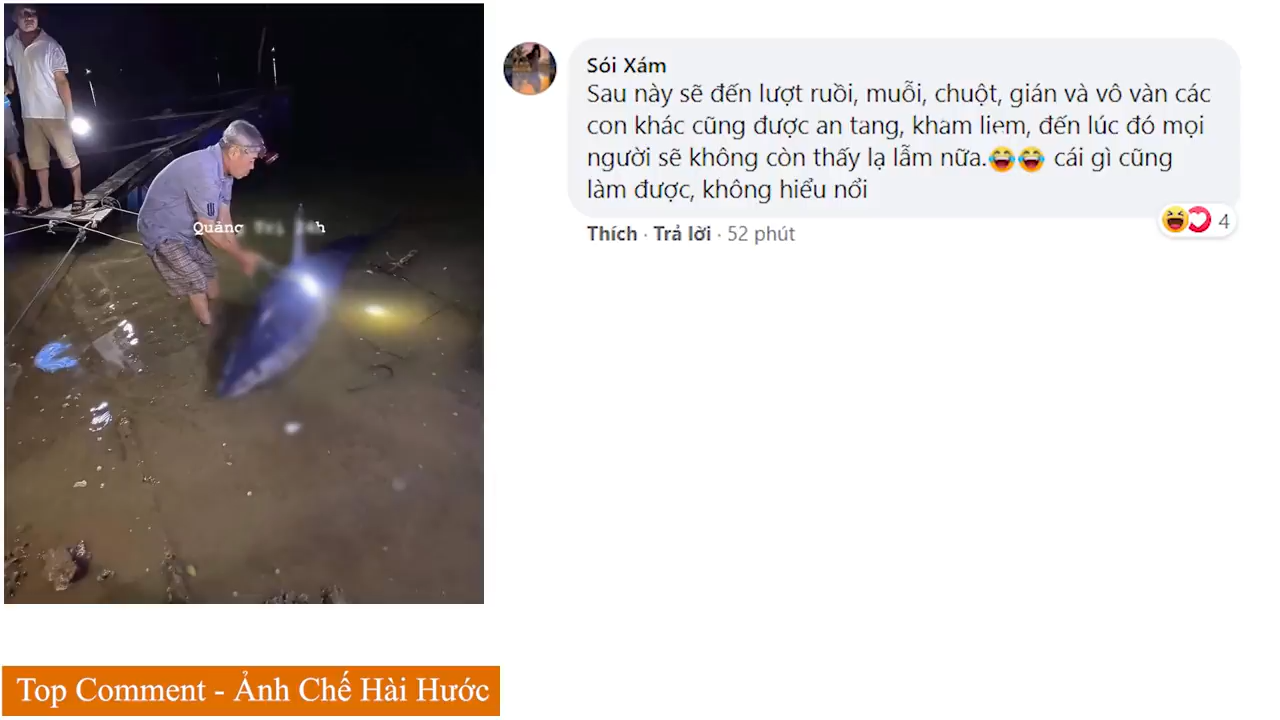 Sói Xám
Sau này sẽ đến lượt ruồi, muỗi, chuột, gián và vô vàn các
con khác cũng được an tang, kham liem, đến lúc đó mọi
người sẽ không còn thấy lạ lẫm nữa.😂😂 cái gì cũng
làm được, không hiểu nổi
4
Thích · Trả lời · 52 phút
Quảng
Top Comment - Ảnh Chế Hài Hước